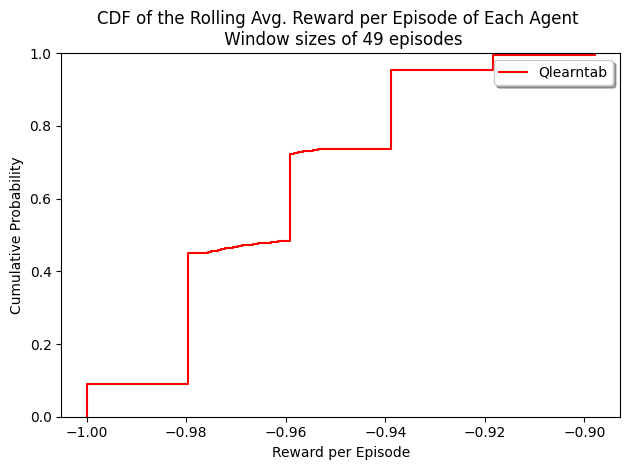 CDF of the Rolling Avg. Reward per Episode of Each Agent
Window sizes of 49 episodes
Qlearntab
Cumulative Probability
1.0
0.8
0.6
0.4
0.2
0.0
−1.00 −0.98 −0.96 −0.94 −0.92 −0.90
Reward per Episode